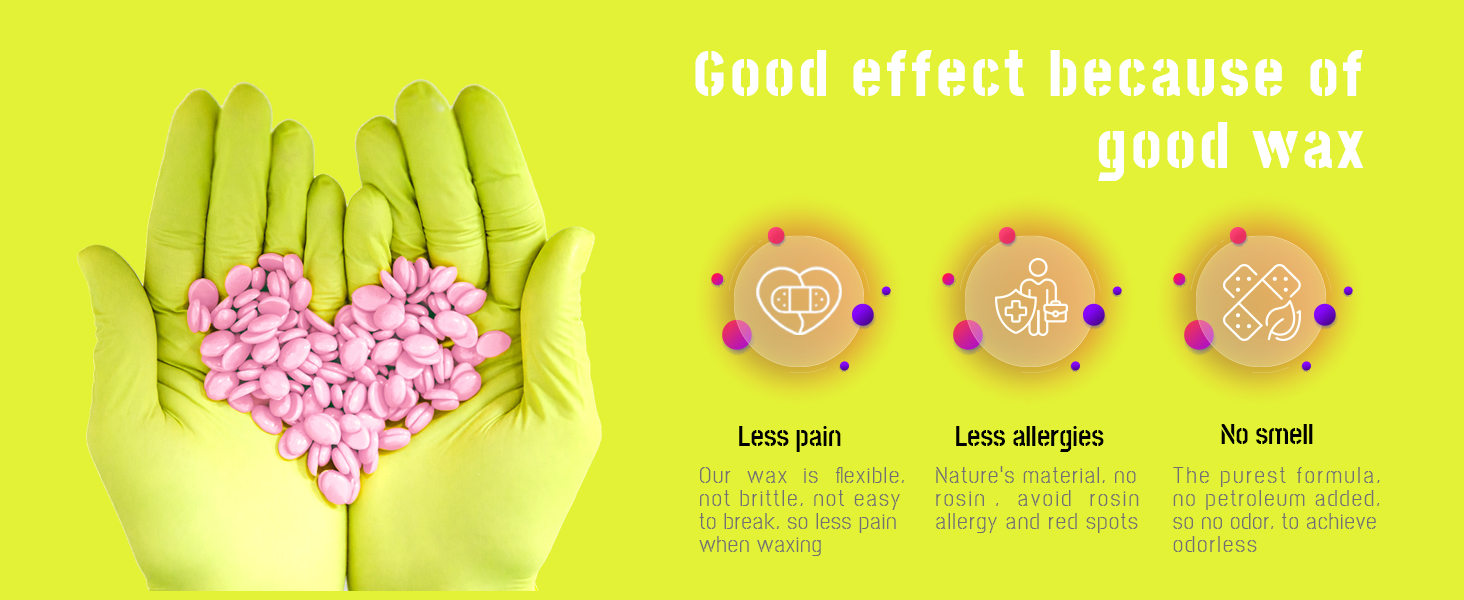 Good effect because of
good wax
Less pain
Our wax is flexible,
not brittle, not easy
to break, so less pain
when waxing
Less allergies
Nature's material, no
rosin , avoid rosin
allergy and red spots
No smell
The purest formula,
no petroleum added,
so no odor, to achieve
odorless